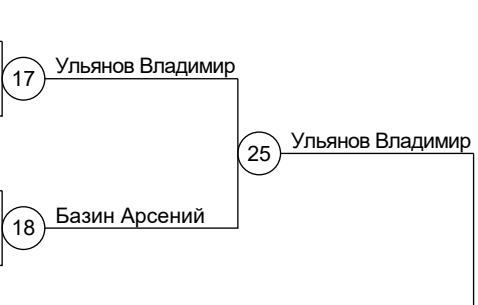 Ульянов Владимир
17
Ульянов Владимир
25
Базин Арсений
18